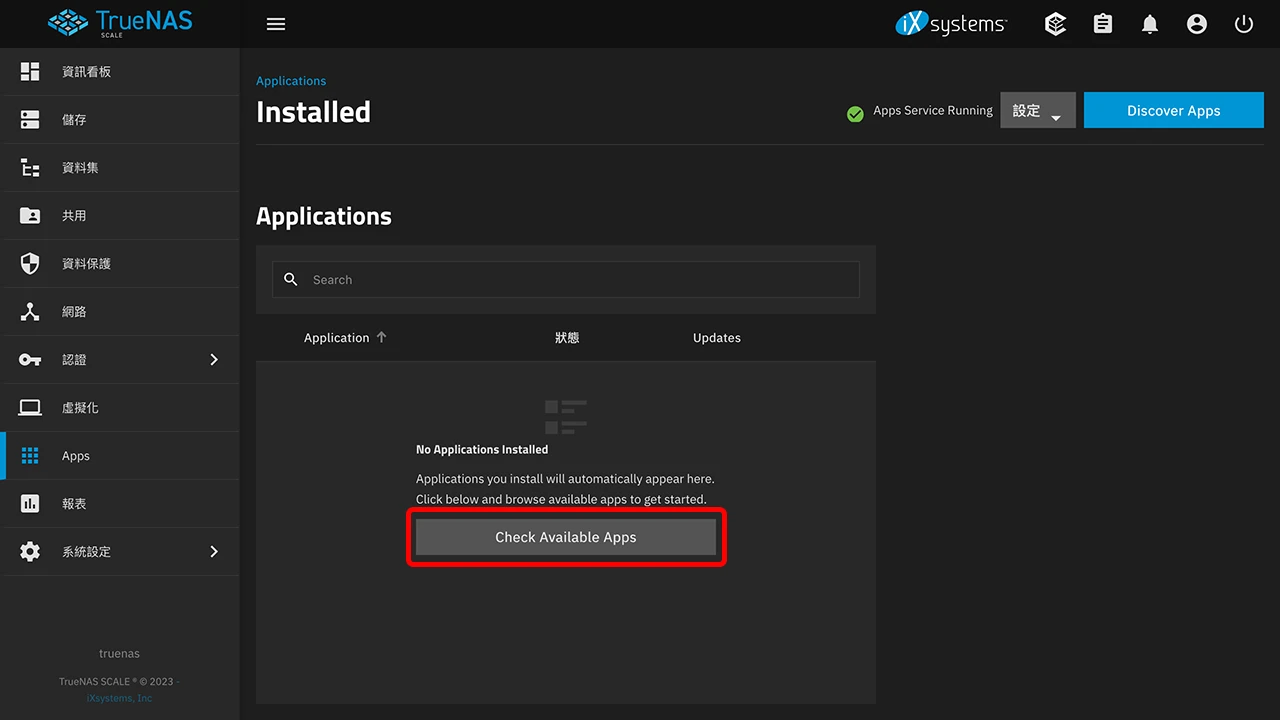 TrueNAS
SCALE
iXsystems
資訊看板
儲存
資料集
共用
資料保護
網路
認證
虛擬化
Apps
報表
系統設定
truenas
TrueNAS SCALE ® © 2023 -
iXsystems, Inc
Applications
Installed
Apps Service Running
設定
Discover Apps
Applications
Search
Application
狀態
Updates
No Applications Installed
Applications you install will automatically appear here.
Click below and browse available apps to get started.
Check Available Apps